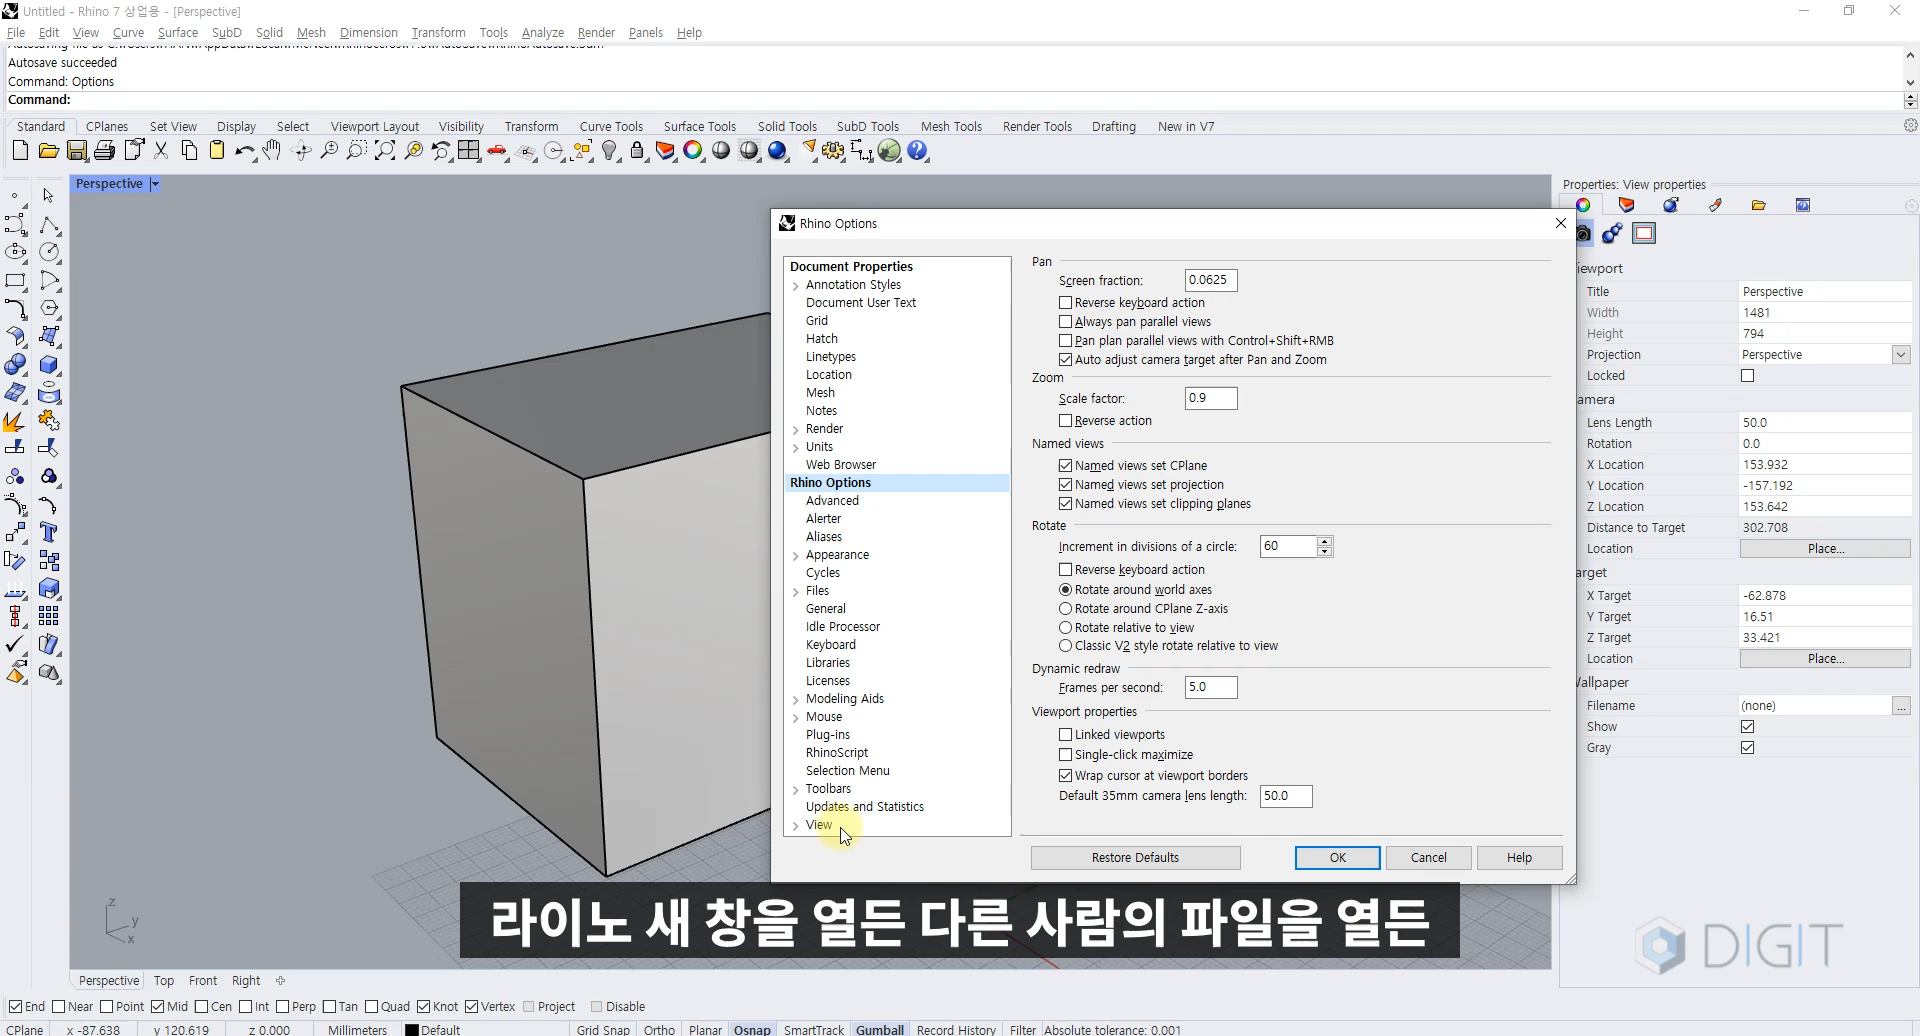 Untitled - Rhino 7 상업용 - [Perspective]
File Edit View Curve Surface SubD Solid Mesh Dimension Transform Tools Analyze Render Panels Help
Autosave succeeded
Command: Options
Command:
Standard CPlanes Set View Display Select Viewport Layout Visibility Transform Curve Tools Surface Tools Solid Tools SubD Tools Mesh Tools Render Tools Drafting New in V7
Perspective
Rhino Options
Document Properties
Annotation Styles
Document User Text
Grid
Hatch
Linetypes
Location
Mesh
Notes
Render
Units
Web Browser
Rhino Options
Advanced
Alerter
Aliases
Appearance
Cycles
Files
General
Idle Processor
Keyboard
Libraries
Licenses
Modeling Aids
Mouse
Plug-ins
RhinoScript
Selection Menu
Toolbars
Updates and Statistics
View
Pan
Screen fraction: 0.0625
Reverse keyboard action
Always pan parallel views
Pan plan parallel views with Control+Shift+RMB
Auto adjust camera target after Pan and Zoom
Zoom
Scale factor: 0.9
Reverse action
Named views
Named views set CPlane
Named views set projection
Named views set clipping planes
Rotate
Increment in divisions of a circle: 60
Reverse keyboard action
Rotate around world axes
Rotate around CPlane Z-axis
Rotate relative to view
Classic V2 style rotate relative to view
Dynamic redraw
Frames per second: 5.0
Viewport properties
Linked viewports
Single-click maximize
Wrap cursor at viewport borders
Default 35mm camera lens length: 50.0
Restore Defaults OK Cancel Help
Properties: View properties
iewport
Title Perspective
Width 1481
Height 794
Projection Perspective
Locked
amera
Lens Length 50.0
Rotation 0.0
X Location 153.932
Y Location -157.192
Z Location 153.642
Distance to Target 302.708
Location Place...
arget
X Target -62.878
Y Target 16.51
Z Target 33.421
Location Place...
allpaper
Filename (none) ...
Show
Gray
z
y
x
라이노 새 창을 열든 다른 사람의 파일을 열든
DIGIT
Perspective Top Front Right
End Near Point Mid Cen Int Perp Tan Quad Knot Vertex Project Disable
CPlane x -87.638 y 120.619 z 0.000 Millimeters Default Grid Snap Ortho Planar Osnap SmartTrack Gumball Record History Filter Absolute tolerance: 0.001